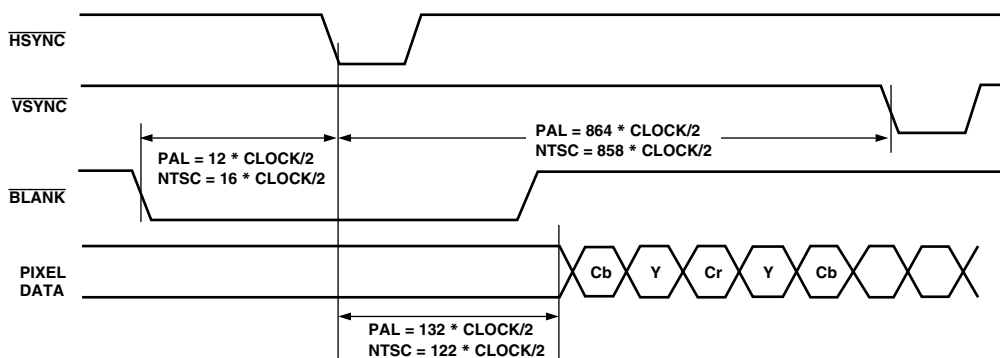 HSYNC
VSYNC
PAL = 864 * CLOCK/2
NTSC = 858 * CLOCK/2
PAL = 12 * CLOCK/2
NTSC = 16 * CLOCK/2
BLANK
PIXEL
DATA
Cb Y Cr Y Cb
PAL = 132 * CLOCK/2
NTSC = 122 * CLOCK/2